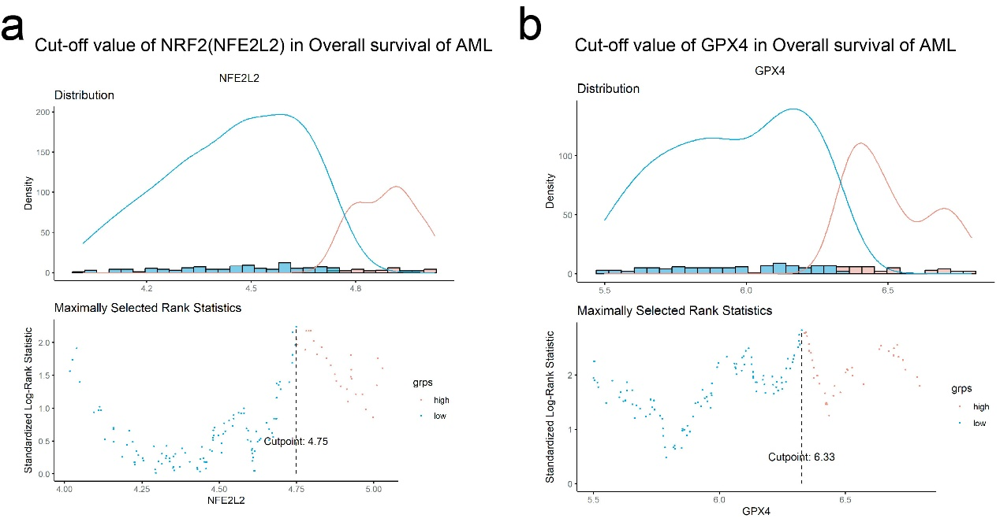 a
Cut-off value of NRF2(NFE2L2) in Overall survival of AML
NFE2L2
Distribution
200
150
100
50
0
Density
4.2
4.5
4.8
Maximally Selected Rank Statistics
2.0
1.5
1.0
0.5
0.0
Standardized Log-Rank Statistic
Cutpoint: 4.75
4.00
4.25
4.50
4.75
5.00
NFE2L2
grps
high
low
b
Cut-off value of GPX4 in Overall survival of AML
GPX4
Distribution
100
50
0
Density
5.5
6.0
6.5
Maximally Selected Rank Statistics
2
1
0
Standardized Log-Rank Statistic
Cutpoint: 6.33
5.5
6.0
6.5
GPX4
grps
high
low